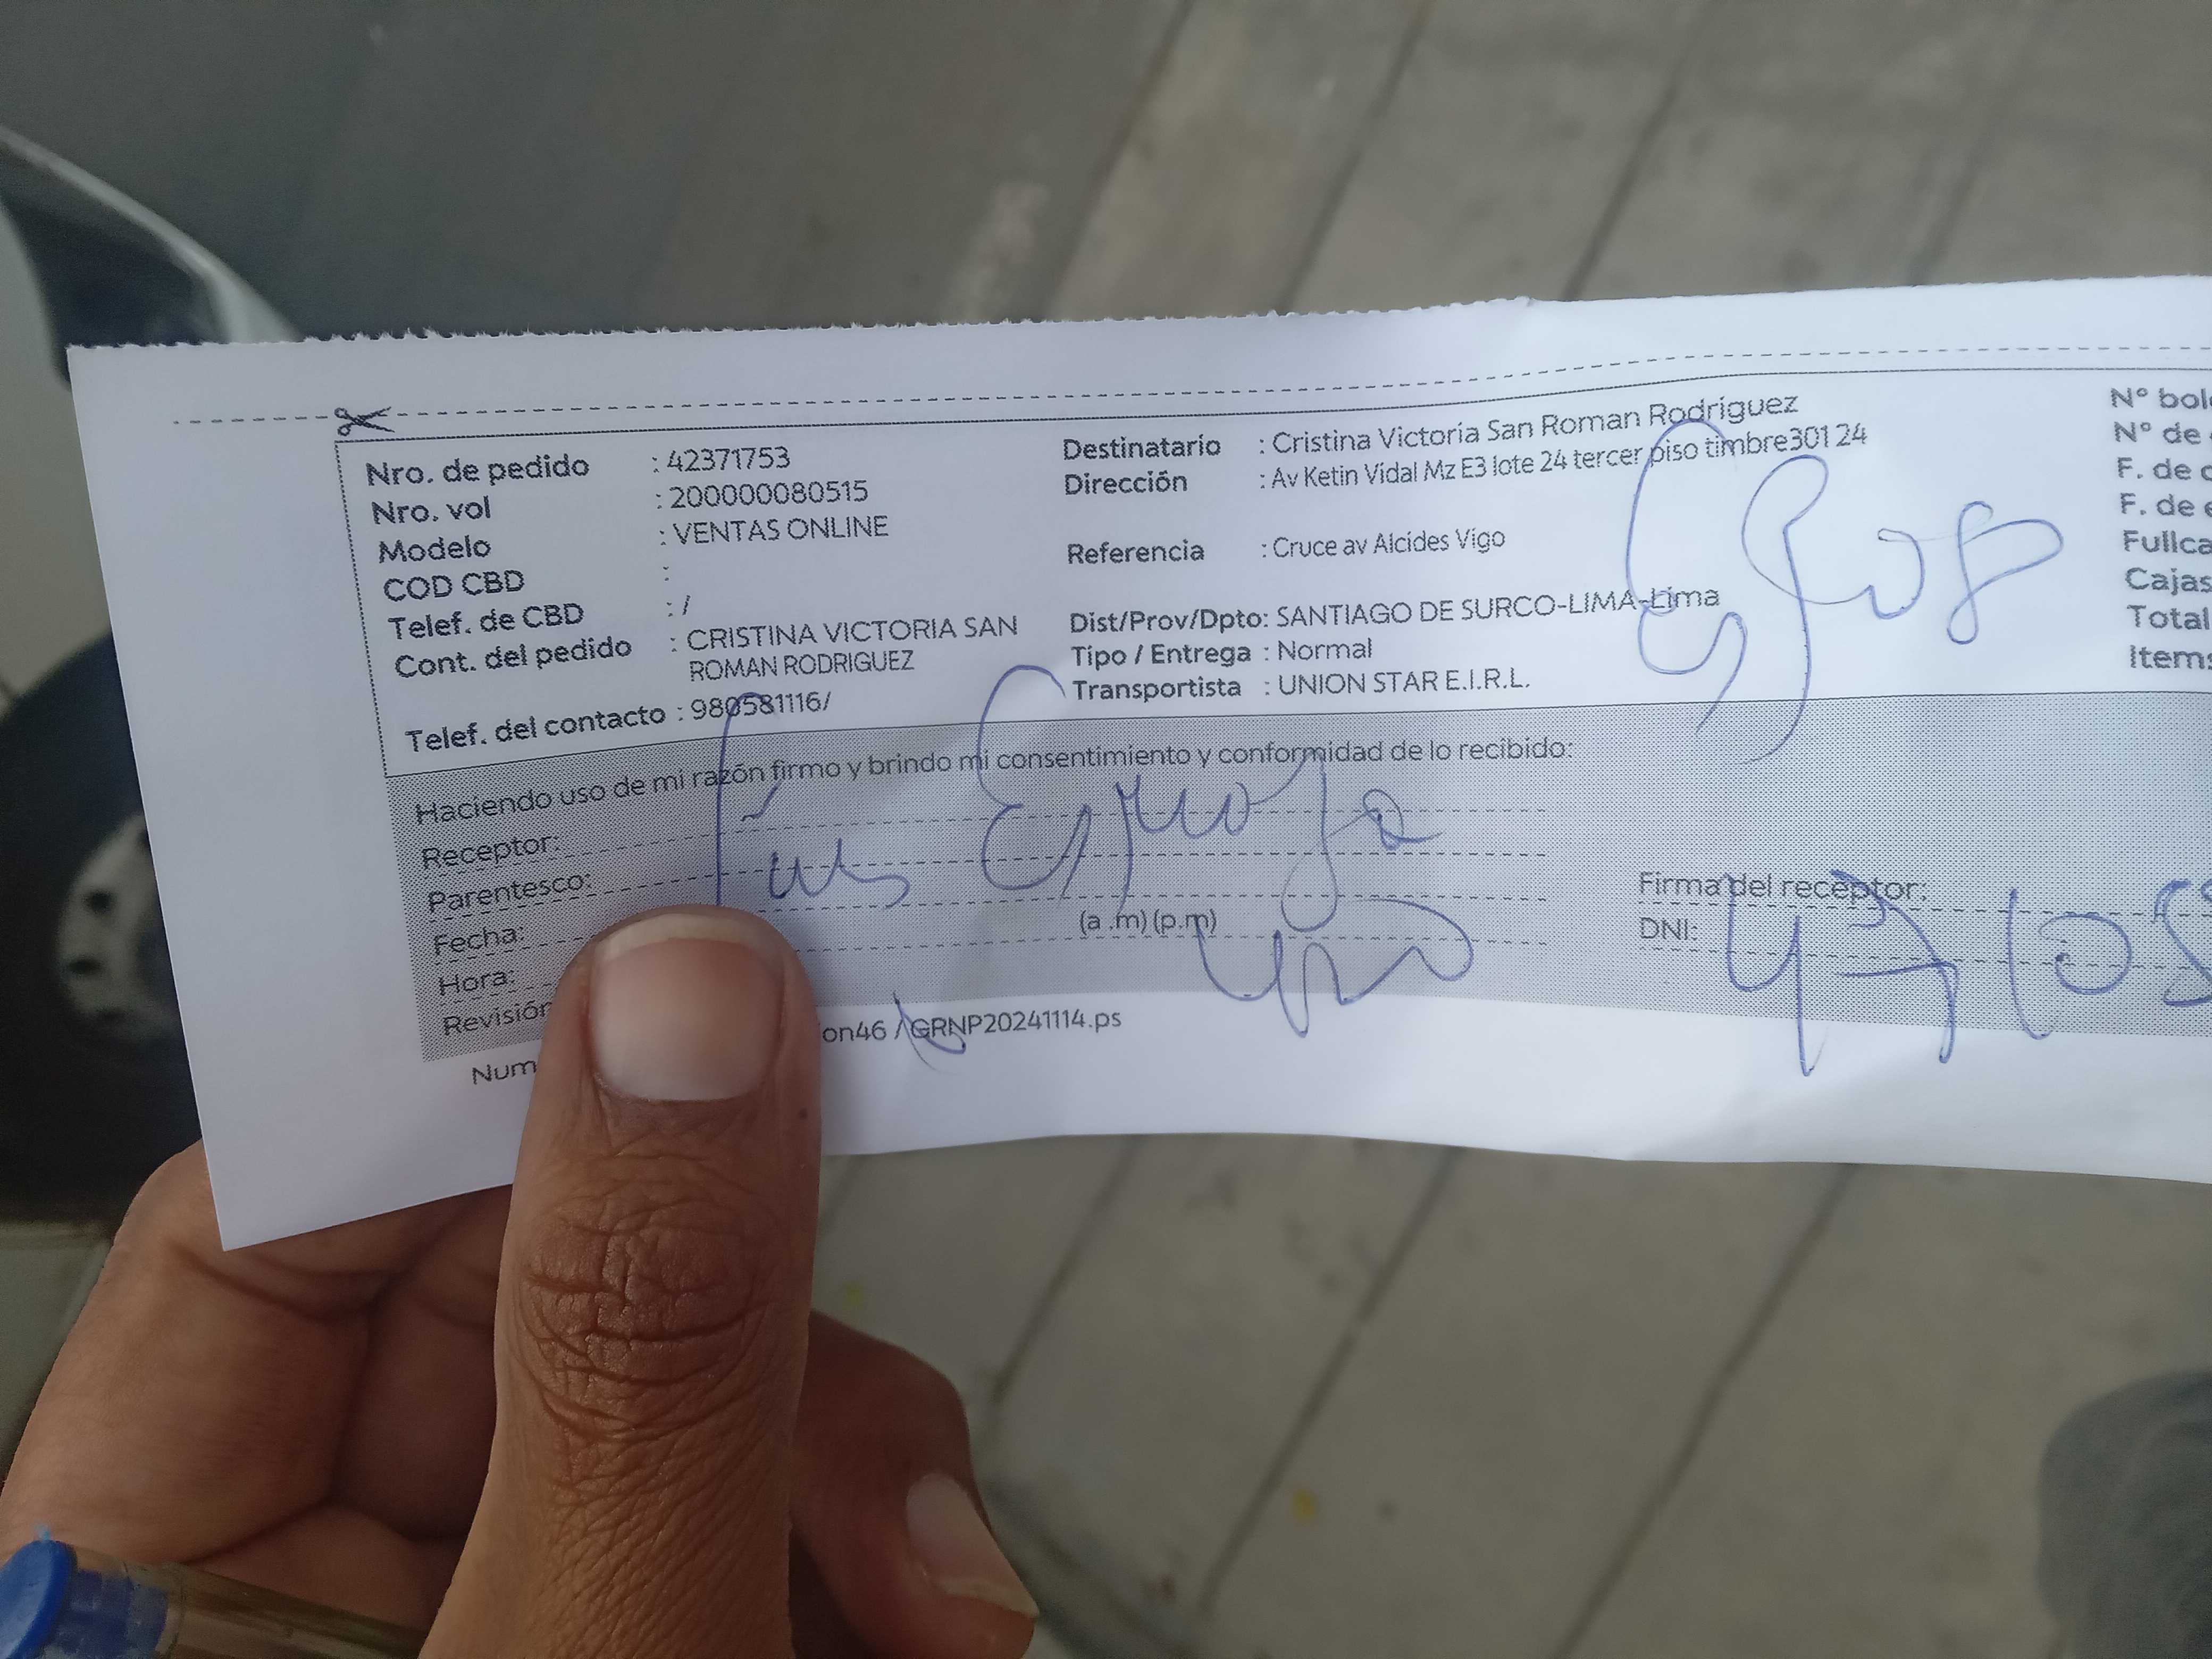 Nro. de pedido : 42371753
Nro. vol : 200000080515
Modelo : VENTAS ONLINE
COD CBD :
Telef. de CBD : /
Cont. del pedido : CRISTINA VICTORIA SAN
ROMAN RODRIGUEZ
Telef. del contacto : 980581116/
Destinatario : Cristina Victoria San Roman Rodriguez
Dirección : Av Ketin Vidal Mz E3 lote 24 tercer piso timbre301 24
Referencia : Cruce av Alcides Vigo
Dist/Prov/Dpto: SANTIAGO DE SURCO-LIMA-Lima
Tipo / Entrega : Normal
Transportista : UNION STAR E.I.R.L.
N° bol
N° de
F. de
F. de e
Fullca
Cajas
Total
Items
Haciendo uso de mi razón firmo y brindo mi consentimiento y conformidad de lo recibido:
Receptor:
Parentesco:
Fecha:
Hora: (a .m) (p.m)
Revisión
Firma del receptor:
DNI: 47105
Num
on46 / GRNP20241114.ps